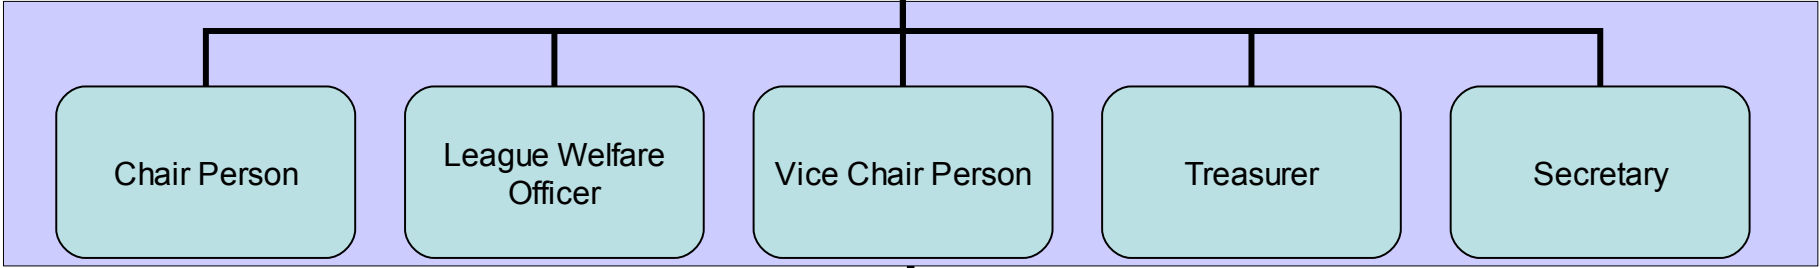 Chair Person
League Welfare
Officer
Vice Chair Person
Treasurer
Secretary